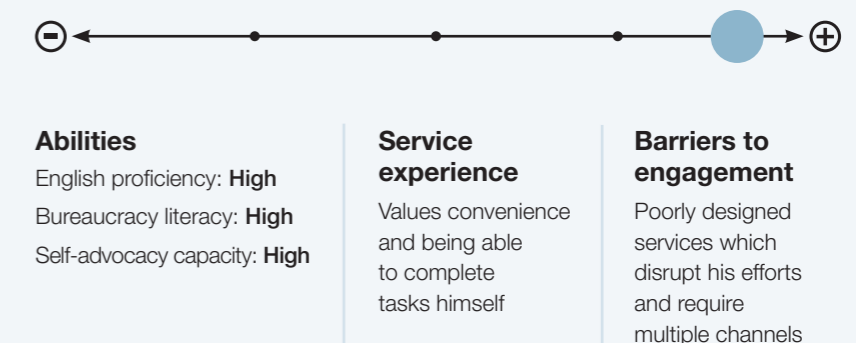 Abilities
English proficiency: High
Bureaucracy literacy: High
Self-advocacy capacity: High
Service
experience
Values convenience
and being able
to complete
tasks himself
Barriers to
engagement
Poorly designed
services which
disrupt his efforts
and require
multiple channels